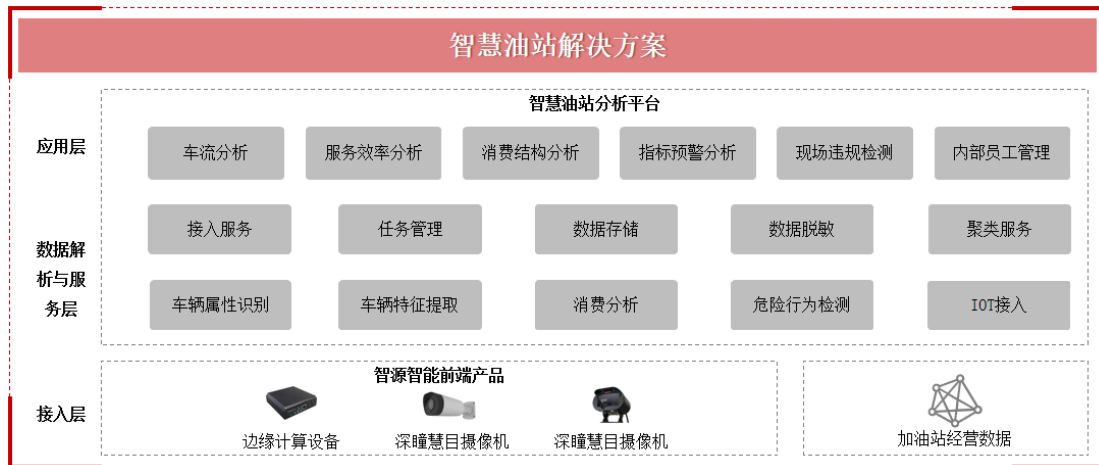 智慧油站解决方案
智慧油站分析平台
应用层
车流分析
服务效率分析
消费结构分析
指标预警分析
现场违规检测
内部员工管理
数据解
析与服
务层
接入服务
任务管理
数据存储
数据脱敏
聚类服务
车辆属性识别
车辆特征提取
消费分析
危险行为检测
IOT接入
接入层
智源智能前端产品
边缘计算设备
深瞳慧目摄像机
深瞳慧目摄像机
加油站经营数据